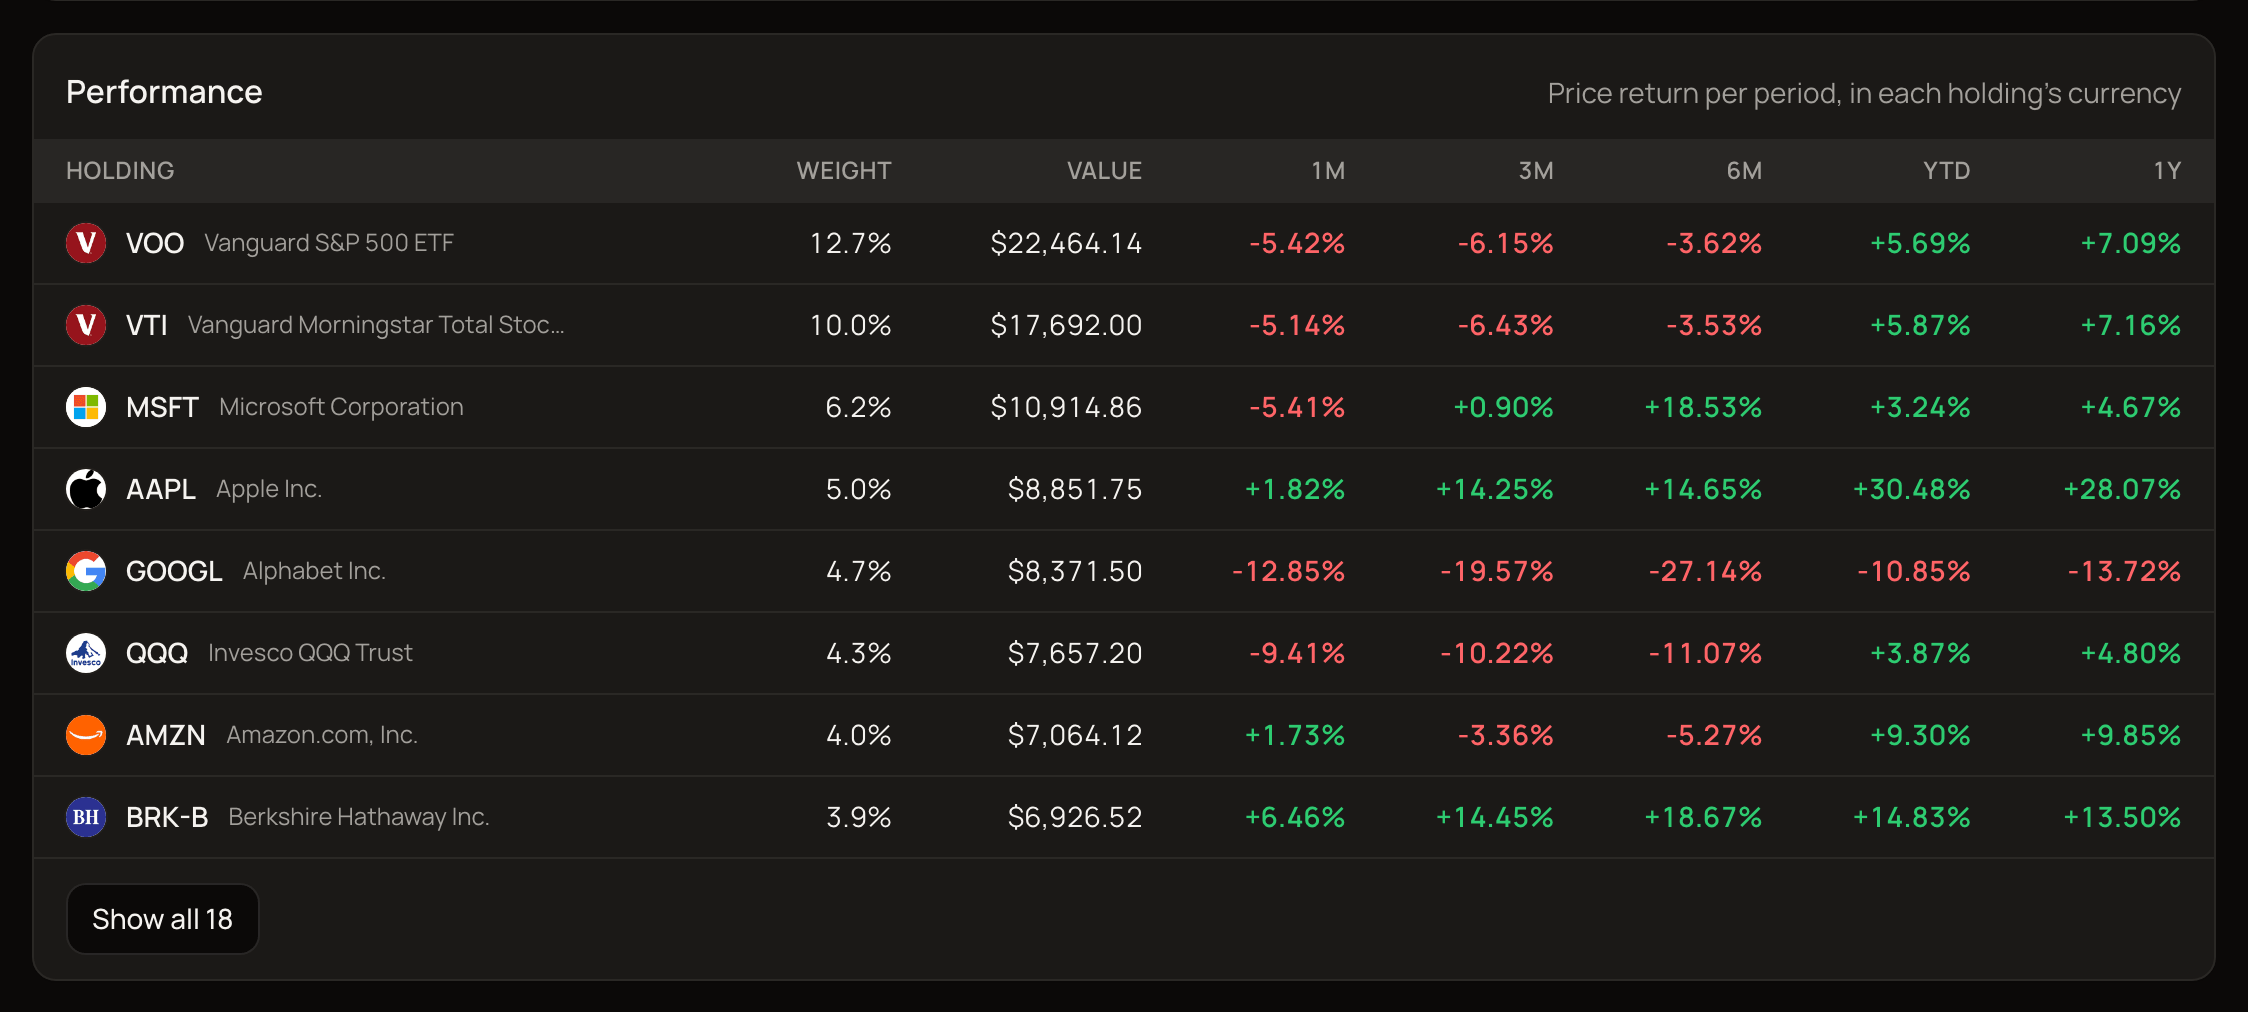 Performance
Price return per period, in each holding's currency
HOLDING WEIGHT VALUE 1M 3M 6M YTD 1Y
VOO Vanguard S&P 500 ETF 12.7% $22,464.14 -5.42% -6.15% -3.62% +5.69% +7.09%
VTI Vanguard Morningstar Total Stoc... 10.0% $17,692.00 -5.14% -6.43% -3.53% +5.87% +7.16%
MSFT Microsoft Corporation 6.2% $10,914.86 -5.41% +0.90% +18.53% +3.24% +4.67%
AAPL Apple Inc. 5.0% $8,851.75 +1.82% +14.25% +14.65% +30.48% +28.07%
GOOGL Alphabet Inc. 4.7% $8,371.50 -12.85% -19.57% -27.14% -10.85% -13.72%
Invesco QQQ Invesco QQQ Trust 4.3% $7,657.20 -9.41% -10.22% -11.07% +3.87% +4.80%
AMZN Amazon.com, Inc. 4.0% $7,064.12 +1.73% -3.36% -5.27% +9.30% +9.85%
BH BRK-B Berkshire Hathaway Inc. 3.9% $6,926.52 +6.46% +14.45% +18.67% +14.83% +13.50%
Show all 18